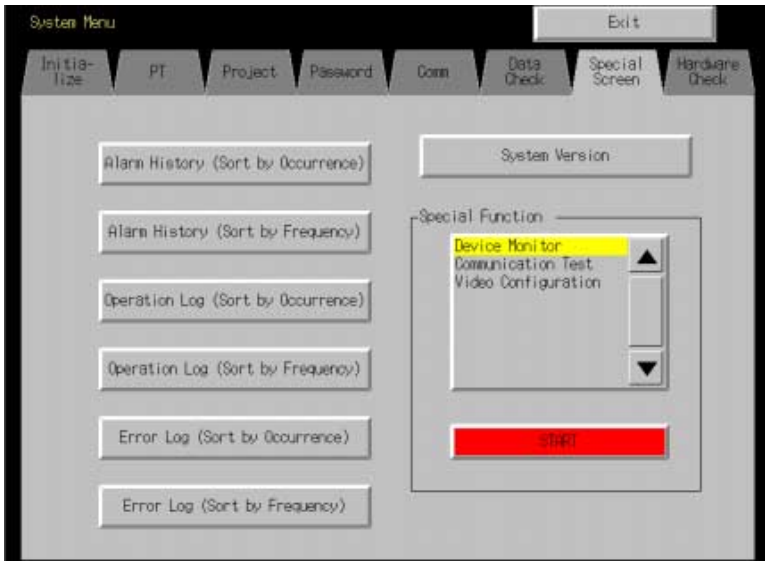 System Menu
Exit
Initia-
lize
PT
Project
Password
Comm
Data
Check
Special
Screen
Hardware
Check
Alarm History (Sort by Occurrence)
Alarm History (Sort by Frequency)
Operation Log (Sort by Occurrence)
Operation Log (Sort by Frequency)
Error Log (Sort by Occurrence)
Error Log (Sort by Frequency)
System Version
Special Function
Device Monitor
Communication Test
Video Configuration
START